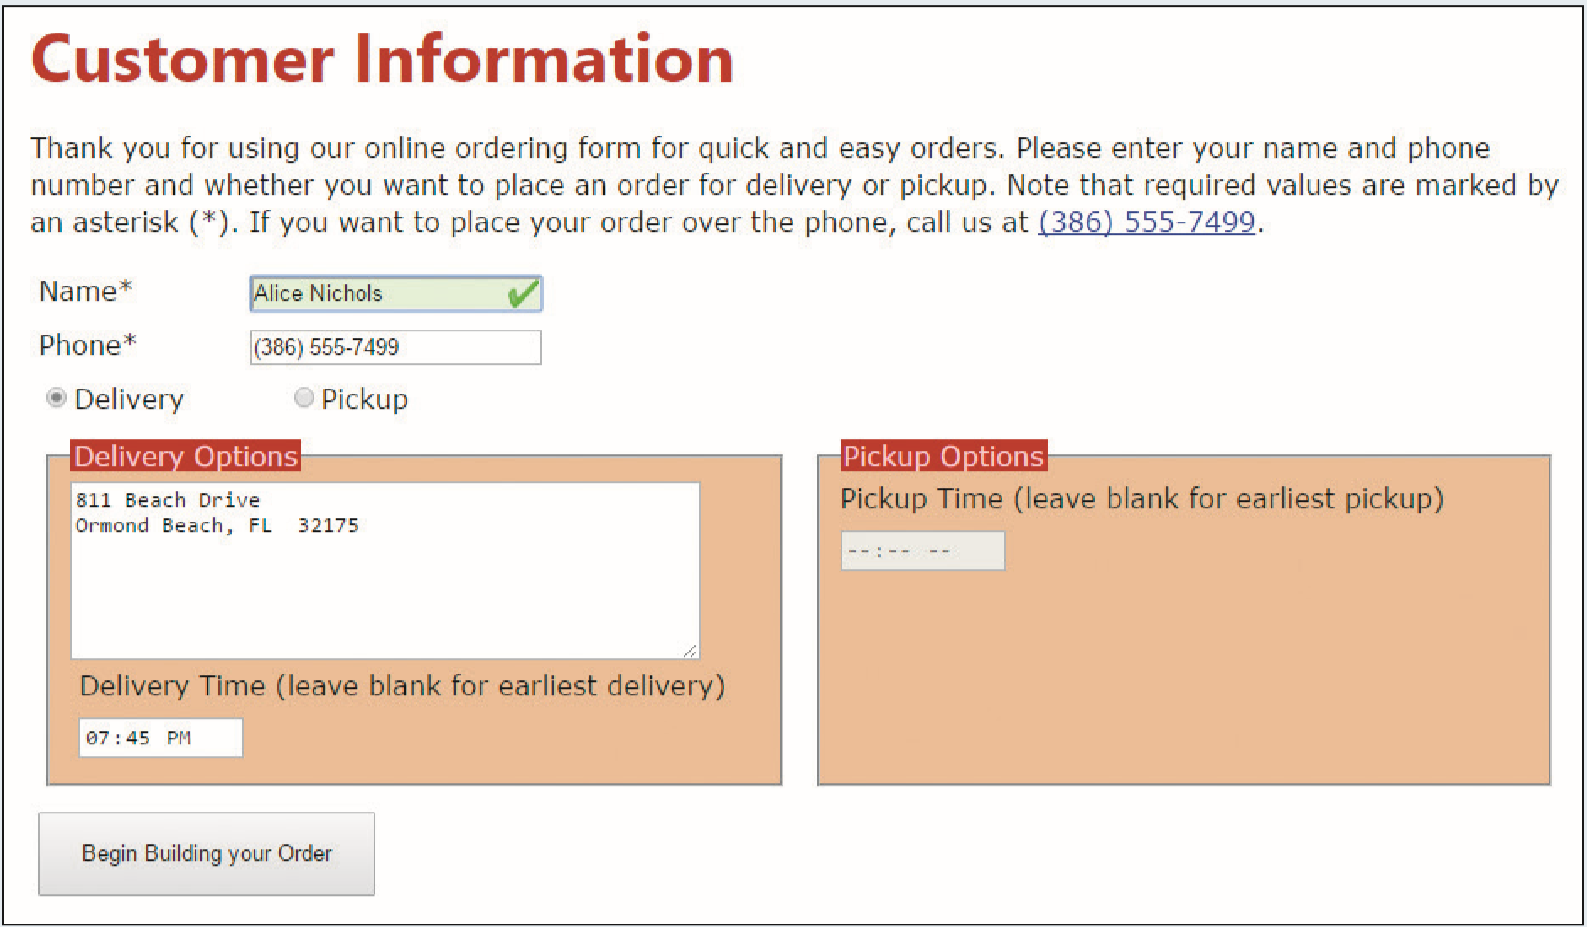 Customer Information
Thank you for using our online ordering form for quick and easy orders. Please enter your name and phone
number and whether you want to place an order for delivery or pickup. Note that required values are marked by
an asterisk (*). If you want to place your order over the phone, call us at (386) 555-7499.
Name* Alice Nichols
Phone* (386) 555-7499
Delivery Pickup
Delivery Options
811 Beach Drive
Ormond Beach, FL  32175
Delivery Time (leave blank for earliest delivery)
07:45 PM
Pickup Options
Pickup Time (leave blank for earliest pickup)
--:-- --
Begin Building your Order